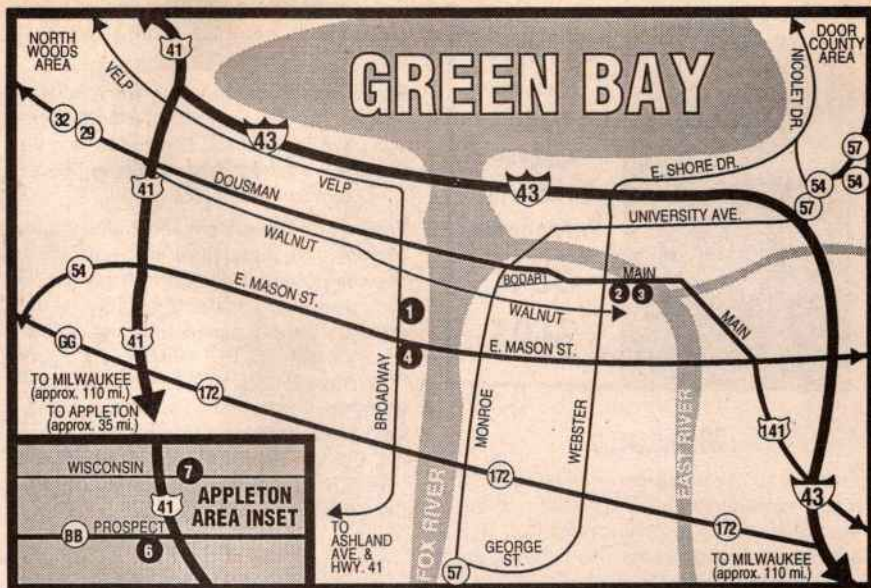 NORTH
WOODS
AREA
41
VELP
GREEN BAY
NICOLET DR.
DOOR
COUNTY
AREA
32
29
43
57
E. SHORE DR.
54
54
41
DOUSMAN
VELP
43
57
UNIVERSITY AVE.
WALNUT
54
E. MASON ST.
BODART
MAIN
2
3
1
WALNUT
MAIN
GG
41
4
E. MASON ST.
TO MILWAUKEE
(approx. 110 mi.)
172
TO APPLETON
(approx. 35 mi.)
BROADWAY
MONROE
WEBSTER
141
EAST RIVER
FOX RIVER
172
43
WISCONSIN
7
41
APPLETON
AREA INSET
BB
PROSPECT
6
TO
ASHLAND
AVE. &
HWY. 41
57
GEORGE
ST.
172
TO MILWAUKEE
(approx. 110 mi.)